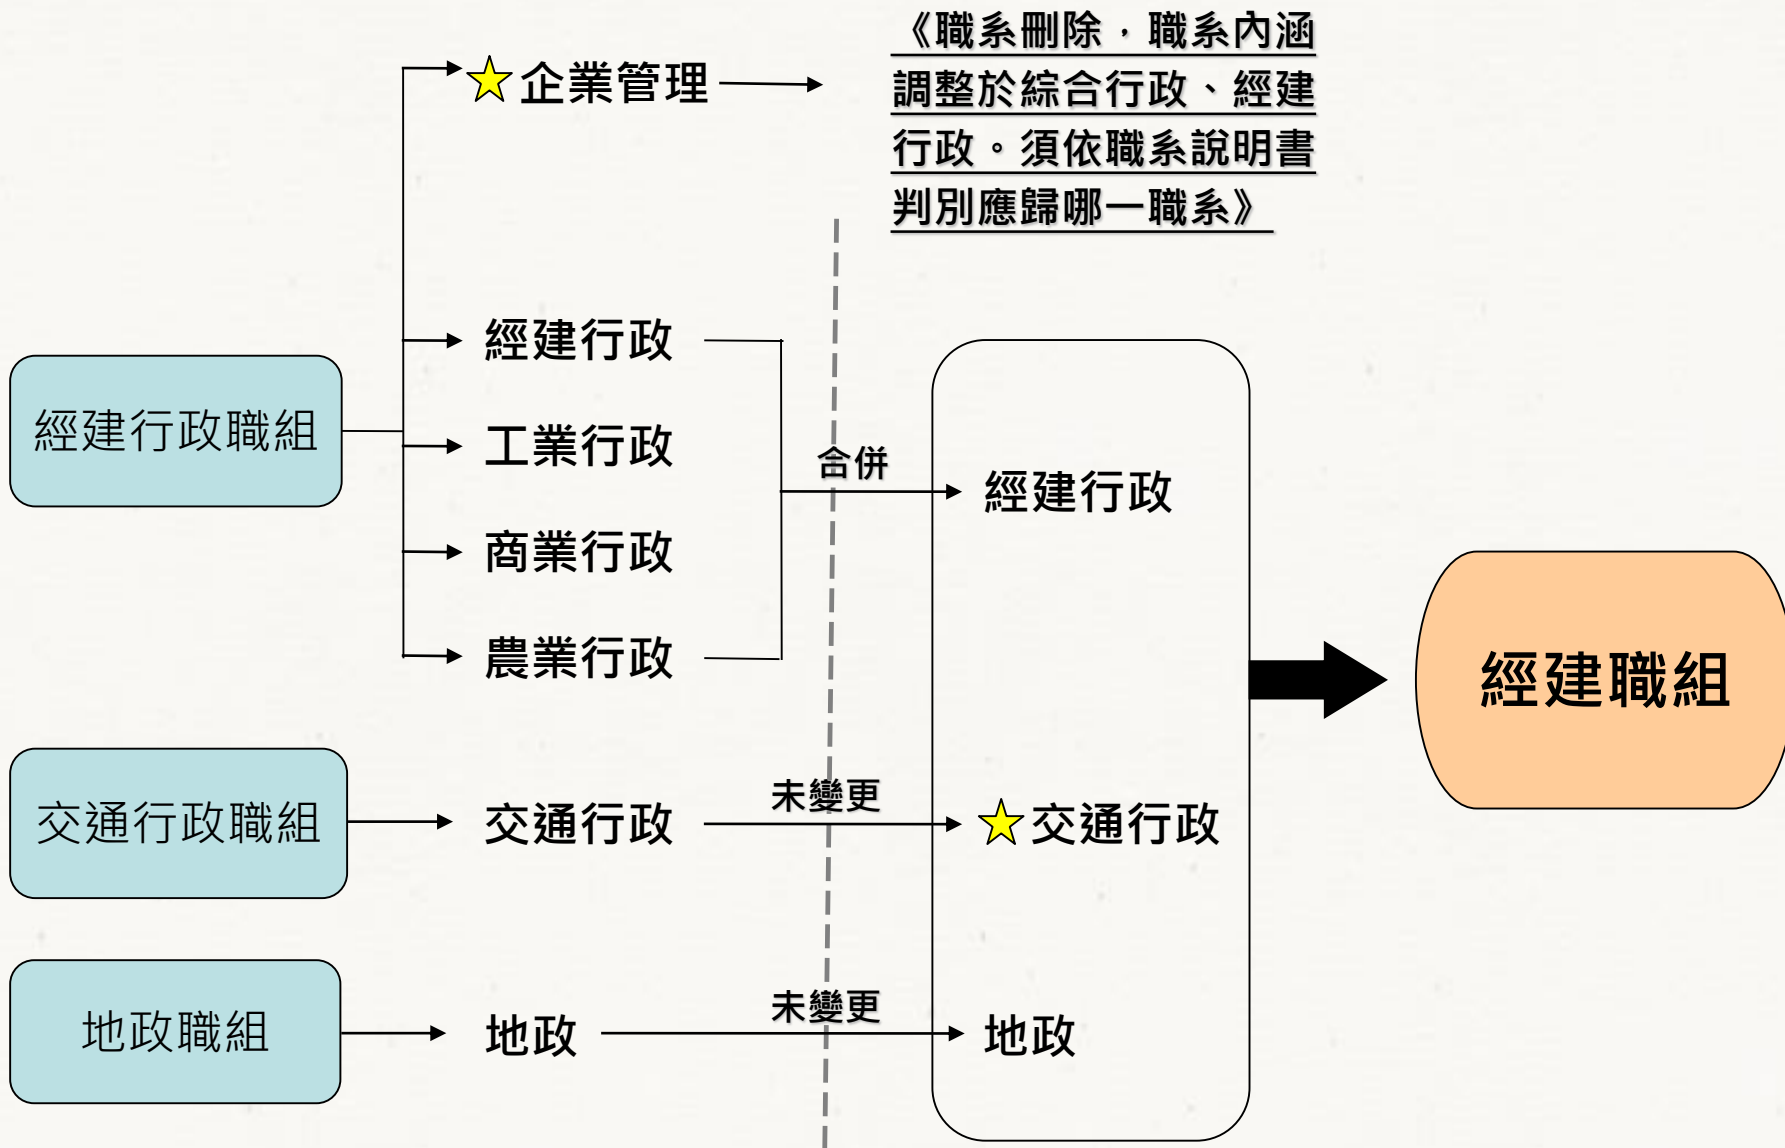 《職系刪除，職系內涵
調整於綜合行政、經建
行政。須依職系說明書
判別應歸哪一職系》
企業管理
經建行政
經建行政職組
工業行政
合併
經建行政
商業行政
農業行政
經建職組
交通行政職組
交通行政
未變更
交通行政
地政職組
地政
未變更
地政